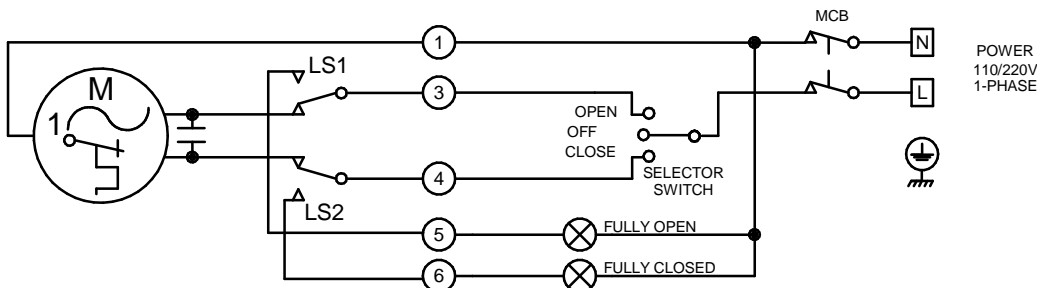 MCB
1
N
POWER
110/220V
1-PHASE
LS1
M
3
L
OPEN
OFF
CLOSE
1
4
SELECTOR
SWITCH
LS2
5
FULLY OPEN
6
FULLY CLOSED